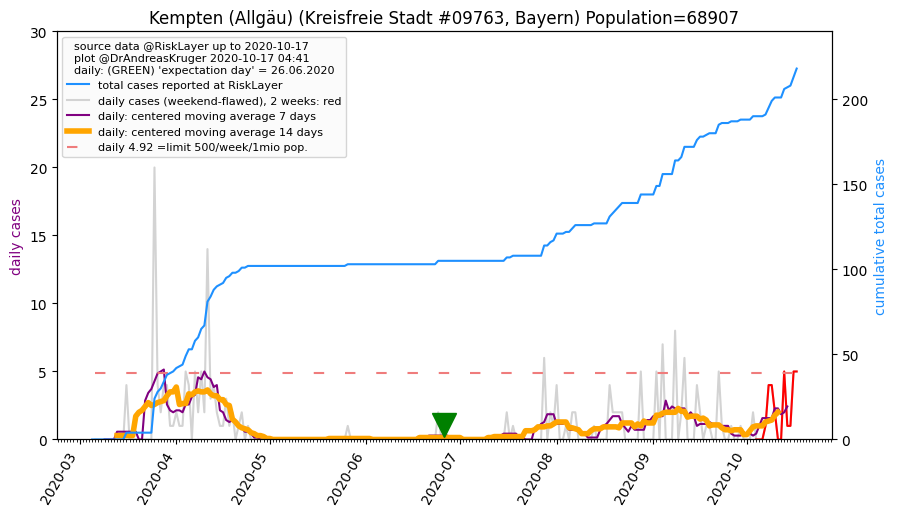 Kempten (Allgäu) (Kreisfreie Stadt #09763, Bayern) Population=68907
source data @RiskLayer up to 2020-10-17
plot @DrAndreasKruger 2020-10-17 04:41
daily: (GREEN) 'expectation day' = 26.06.2020
total cases reported at RiskLayer
daily cases (weekend-flawed), 2 weeks: red
daily: centered moving average 7 days
daily: centered moving average 14 days
daily 4.92 =limit 500/week/1mio pop.
daily cases
30
25
20
15
10
5
0
cumulative total cases
200
150
100
50
0
2020-03
2020-04
2020-05
2020-06
2020-07
2020-08
2020-09
2020-10